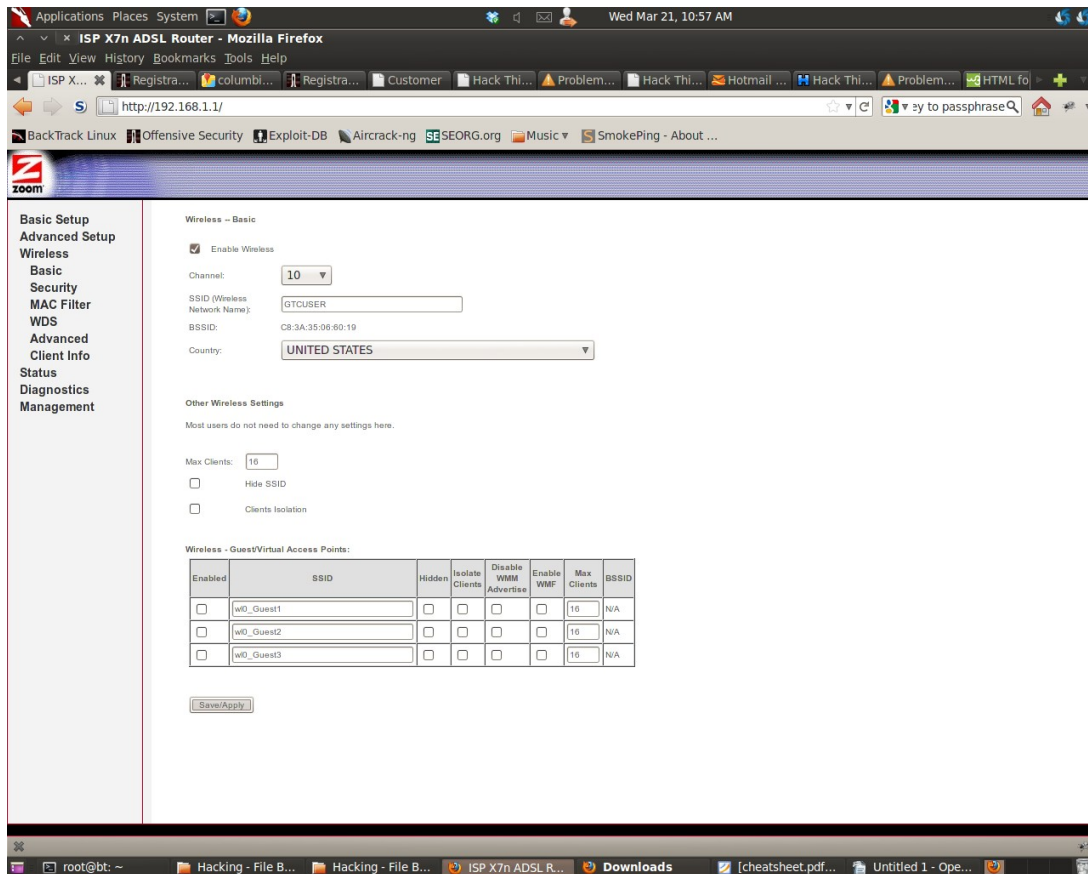 Applications Places System Wed Mar 21, 10:57 AM
ISP X7n ADSL Router - Mozilla Firefox
File Edit View History Bookmarks Tools Help
ISP X... Registra... columbi... Registra... Customer Hack Thi... Problem... Hack Thi... Hotmail ... Hack Thi... Problem... HTML fo
http://192.168.1.1/ ey to passphrase
BackTrack Linux Offensive Security Exploit-DB Aircrack-ng SEORG.org Music SmokePing - About ...
zoom
Basic Setup
Advanced Setup
Wireless
Basic
Security
MAC Filter
WDS
Advanced
Client Info
Status
Diagnostics
Management
Wireless -- Basic
Enable Wireless
Channel: 10
SSID (Wireless
Network Name): GTCUSER
BSSID: C8:3A:35:06:60:19
Country: UNITED STATES
Other Wireless Settings
Most users do not need to change any settings here.
Max Clients: 16
Hide SSID
Clients Isolation
Wireless - Guest/Virtual Access Points:
Enabled SSID Hidden Isolate Clients Disable WMM Advertise Enable WMF Max Clients BSSID
wl0_Guest1 16 N/A
wl0_Guest2 16 N/A
wl0_Guest3 16 N/A
Save/Apply
root@bt: ~ Hacking - File B... Hacking - File B... ISP X7n ADSL R... Downloads [cheatsheet.pdf... Untitled 1 - Ope...